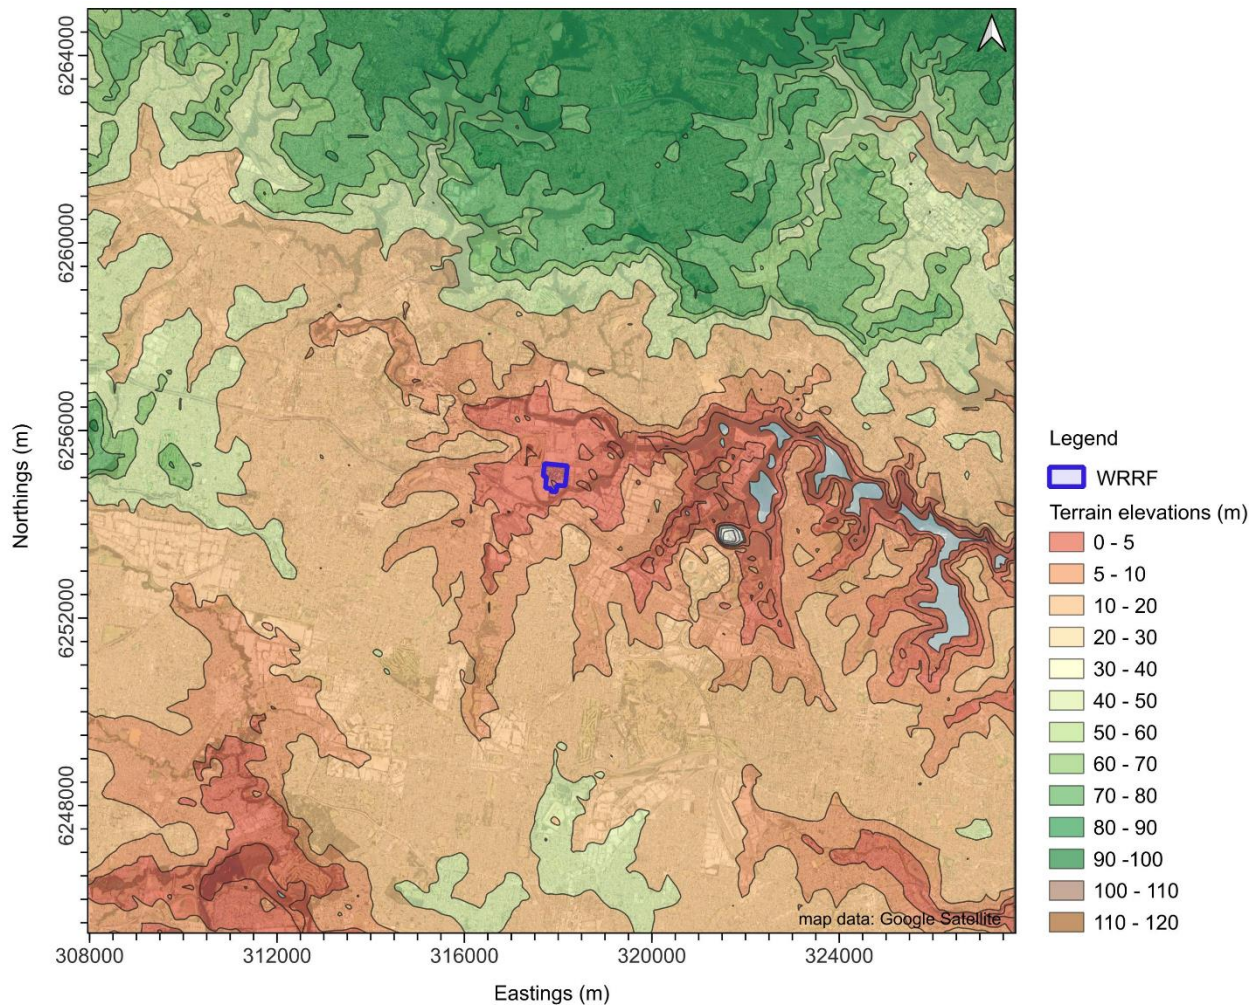 6264000
6260000
6256000
6252000
6248000
Northings (m)
308000
312000
316000
320000
324000
Eastings (m)
map data: Google Satellite
Legend
WRRF
Terrain elevations (m)
0 - 5
5 - 10
10 - 20
20 - 30
30 - 40
40 - 50
50 - 60
60 - 70
70 - 80
80 - 90
90 -100
100 - 110
110 - 120